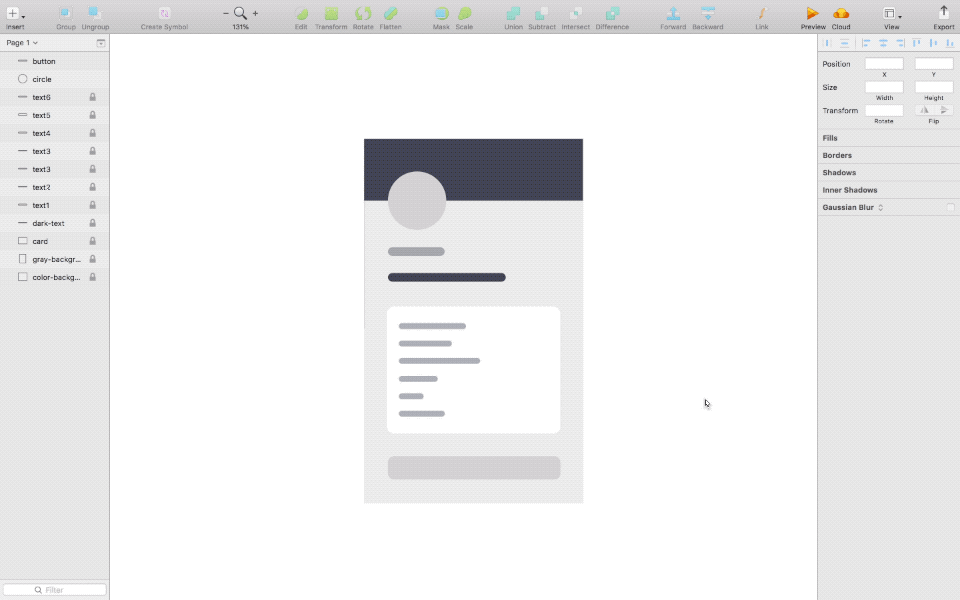 Insert
Group
Ungroup
Create Symbol
131%
Edit
Transform
Rotate
Flatten
Mask
Scale
Union
Subtract
Intersect
Difference
Forward
Backward
Link
Preview
Cloud
View
Export
Page 1
button
circle
text6
text5
text4
text3
text3
text2
text1
dark-text
card
gray-backgr...
color-backg...
Filter
Position
X
Y
Size
Width
Height
Transform
Rotate
Flip
Fills
Borders
Shadows
Inner Shadows
Gaussian Blur